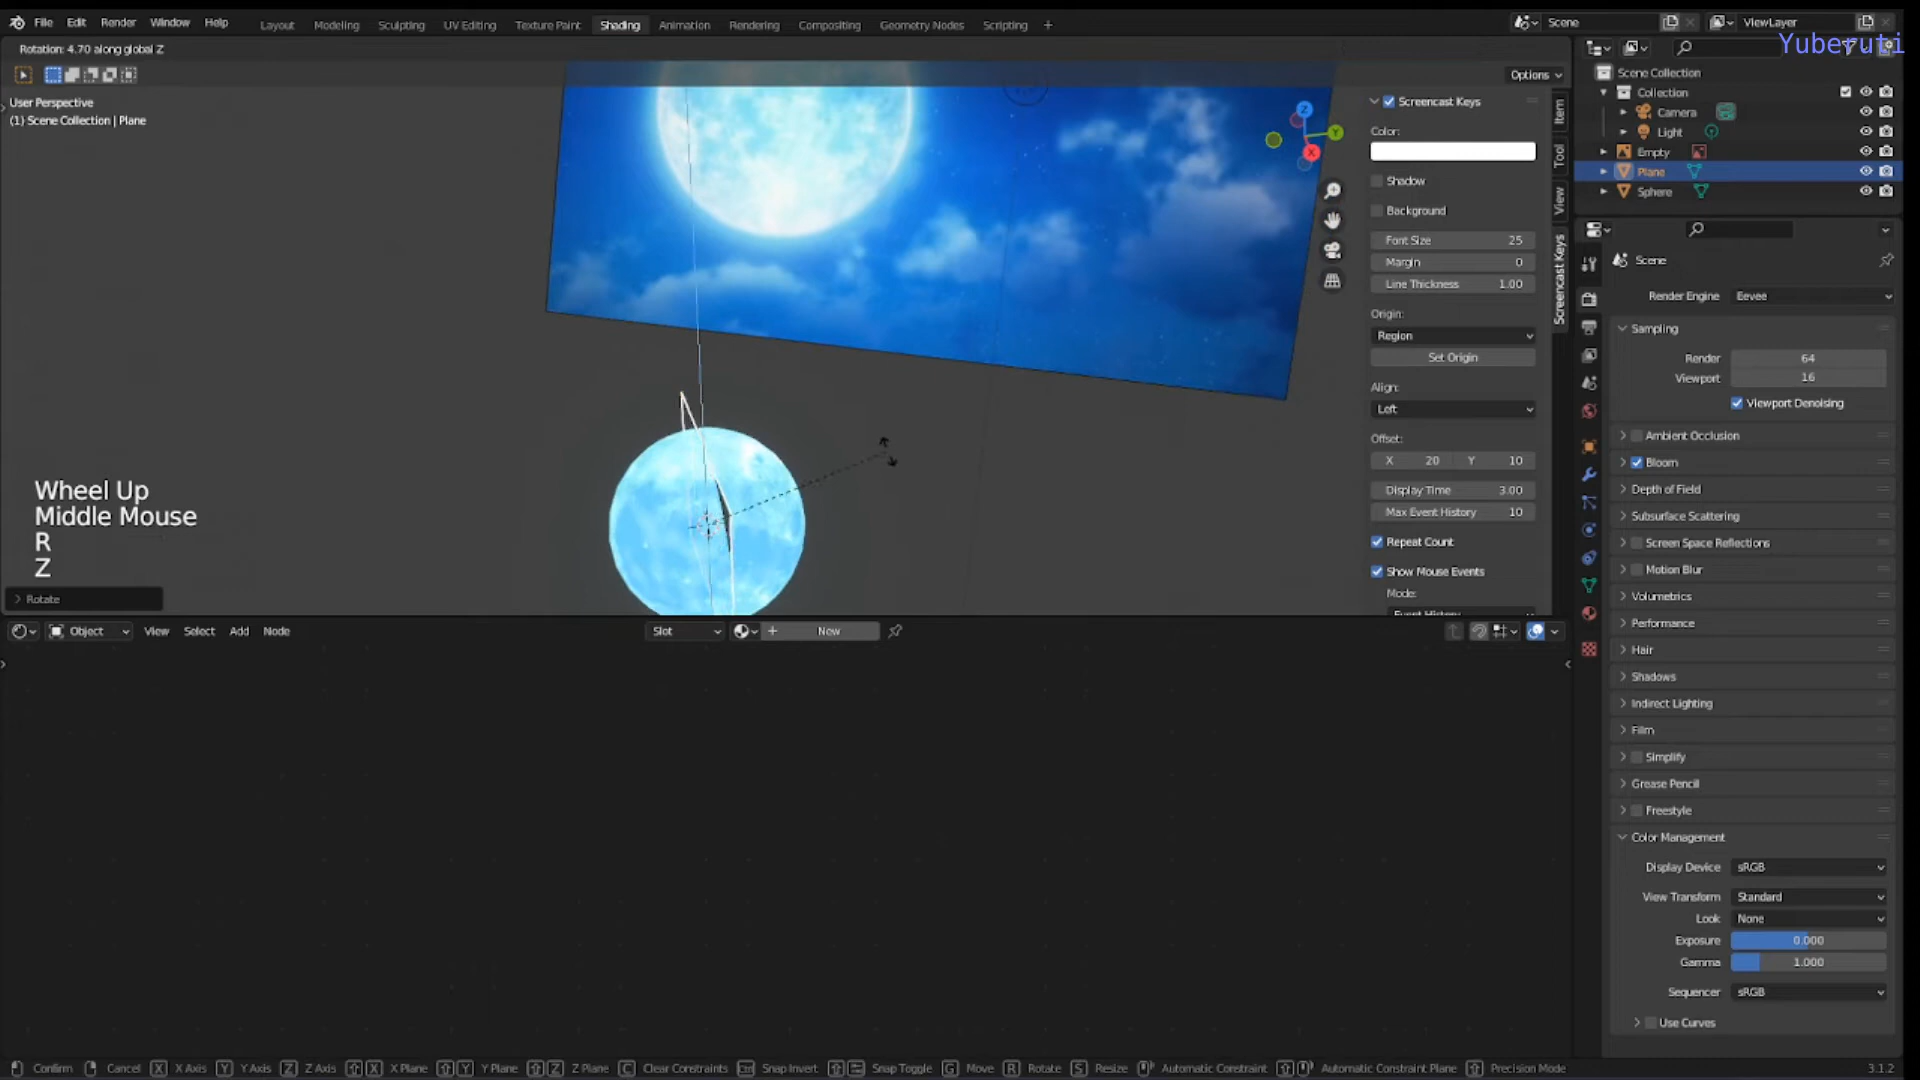 File Edit Render Window Help Layout Modeling Sculpting UV Editing Texture Paint Shading Animation Rendering Compositing Geometry Nodes Scripting + Scene ViewLayer
Yuberuti
Rotation: 4.70 along global Z
Options
User Perspective
(1) Scene Collection | Plane
Wheel Up
Middle Mouse
R
Z
Rotate
Z
Y
X
Screencast Keys
Color:
Shadow
Background
Font Size 25
Margin 0
Line Thickness 1.00
Origin:
Region
Set Origin
Align:
Left
Offset:
X 20 Y 10
Display Time 3.00
Max Event History 10
Repeat Count
Show Mouse Events
Mode:
Event History
Item
Tool
View
Screencast Keys
Scene Collection
Collection
Camera
Light
Empty
Plane
Sphere
Scene
Render Engine Eevee
Sampling
Render 64
Viewport 16
Viewport Denoising
Ambient Occlusion
Bloom
Depth of Field
Subsurface Scattering
Screen Space Reflections
Motion Blur
Volumetrics
Performance
Hair
Shadows
Indirect Lighting
Film
Simplify
Grease Pencil
Freestyle
Color Management
Display Device sRGB
View Transform Standard
Look None
Exposure 0.000
Gamma 1.000
Sequencer sRGB
Use Curves
Object View Select Add Node Slot + New
Confirm Cancel X X Axis Y Y Axis Z Z Axis X X Plane Y Y Plane Z Z Plane C Clear Constraints Snap Invert Snap Toggle G Move R Rotate S Resize Automatic Constraint Automatic Constraint Plane Precision Mode 3.1.2